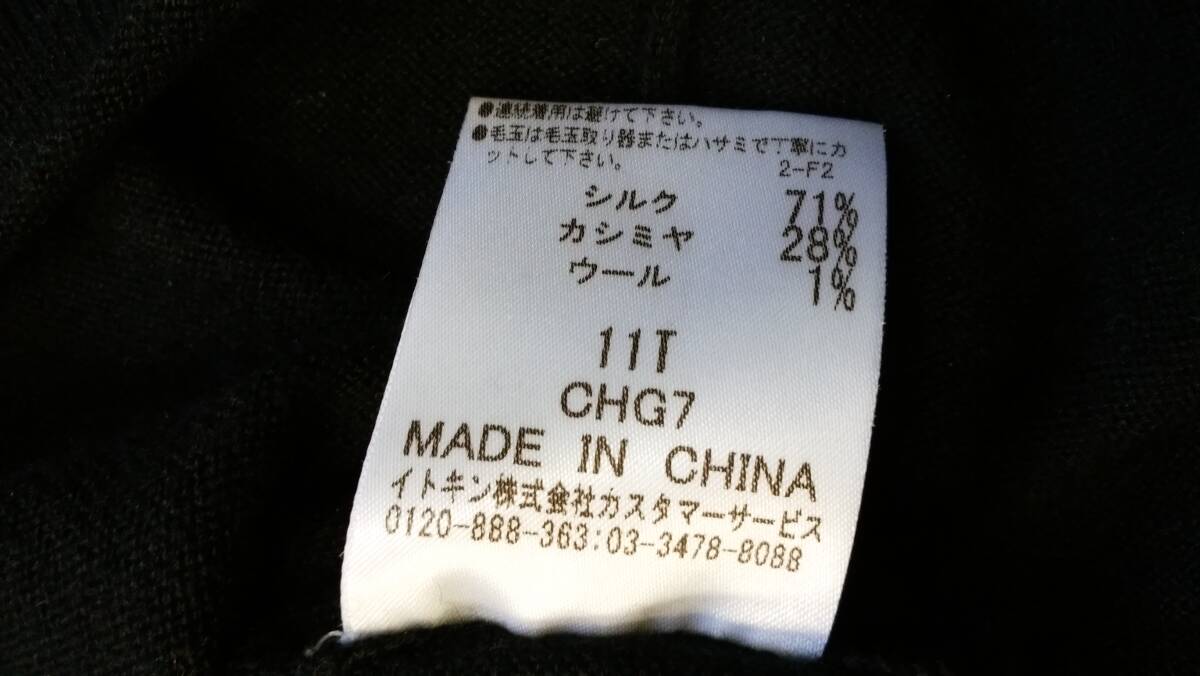 ●連続着用は避けて下さい。
●毛玉は毛玉取り器またはハサミで丁寧にカ
ットして下さい。
2-F2
シルク 71%
カシミヤ 28%
ウール 1%
11T
CHG7
MADE IN CHINA
イトキン株式会社カスタマーサービス
0120-888-363:03-3478-8088